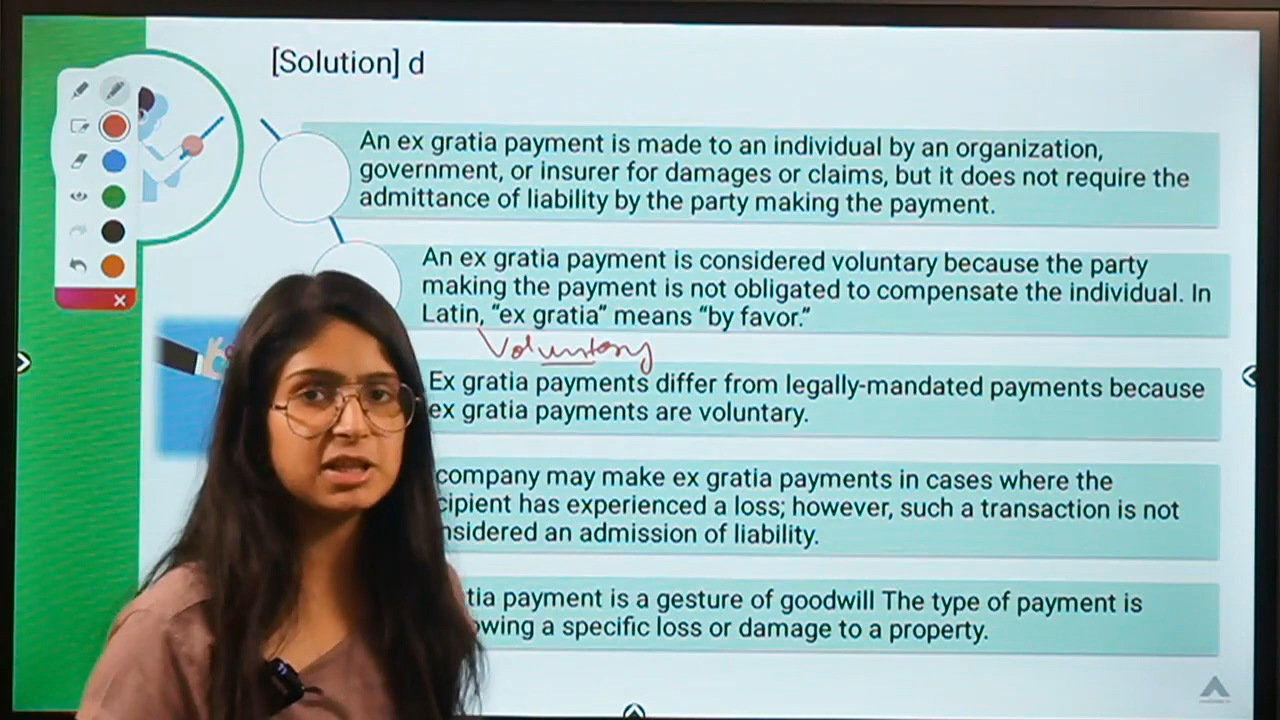 [Solution] d
An ex gratia payment is made to an individual by an organization,
government, or insurer for damages or claims, but it does not require the
admittance of liability by the party making the payment.
An ex gratia payment is considered voluntary because the party
making the payment is not obligated to compensate the individual. In
Latin, “ex gratia” means “by favor.”
Voluntary
Ex gratia payments differ from legally-mandated payments because
ex gratia payments are voluntary.
company may make ex gratia payments in cases where the
cipient has experienced a loss; however, such a transaction is not
nsidered an admission of liability.
tia payment is a gesture of goodwill The type of payment is
owing a specific loss or damage to a property.